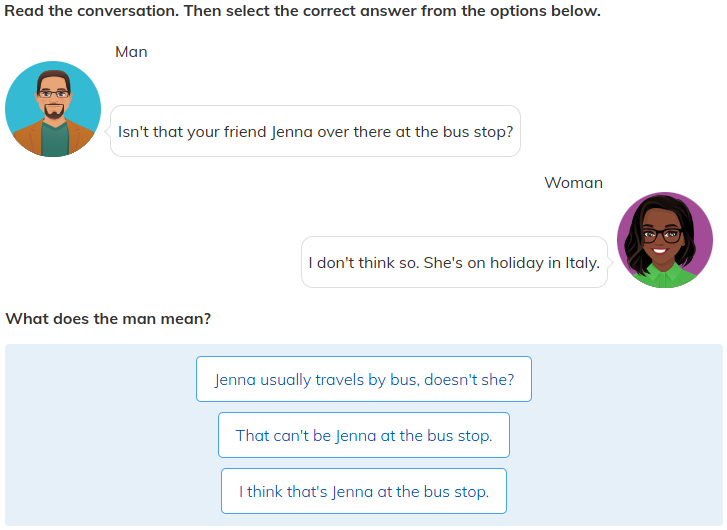 Read the conversation. Then select the correct answer from the options below.
Man
Isn't that your friend Jenna over there at the bus stop?
Woman
I don't think so. She's on holiday in Italy.
What does the man mean?
Jenna usually travels by bus, doesn't she?
That can't be Jenna at the bus stop.
I think that's Jenna at the bus stop.